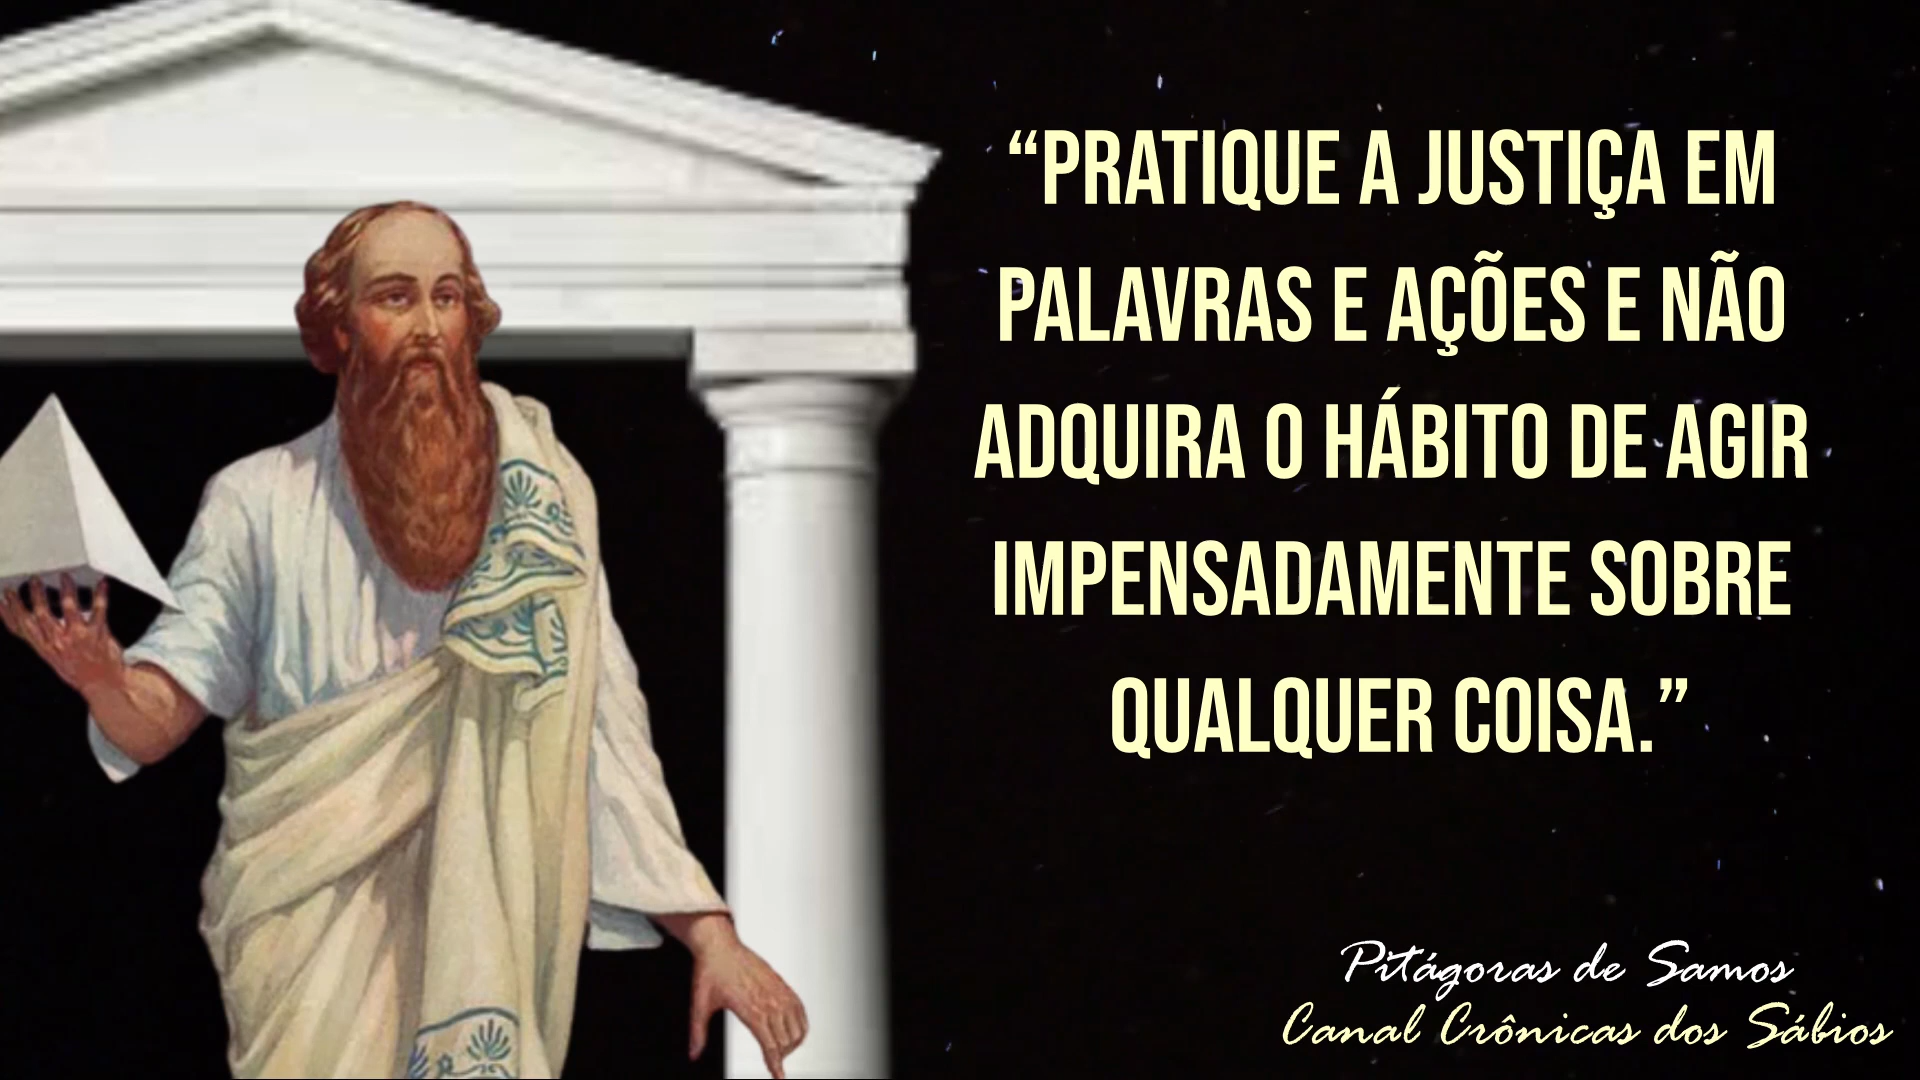 “PRATIQUE A JUSTIÇA EM
PALAVRAS E AÇÕES E NÃO
ADQUIRA O HÁBITO DE AGIR
IMPENSADAMENTE SOBRE
QUALQUER COISA.”
Pitágoras de Samos
Canal Crônicas dos Sábios